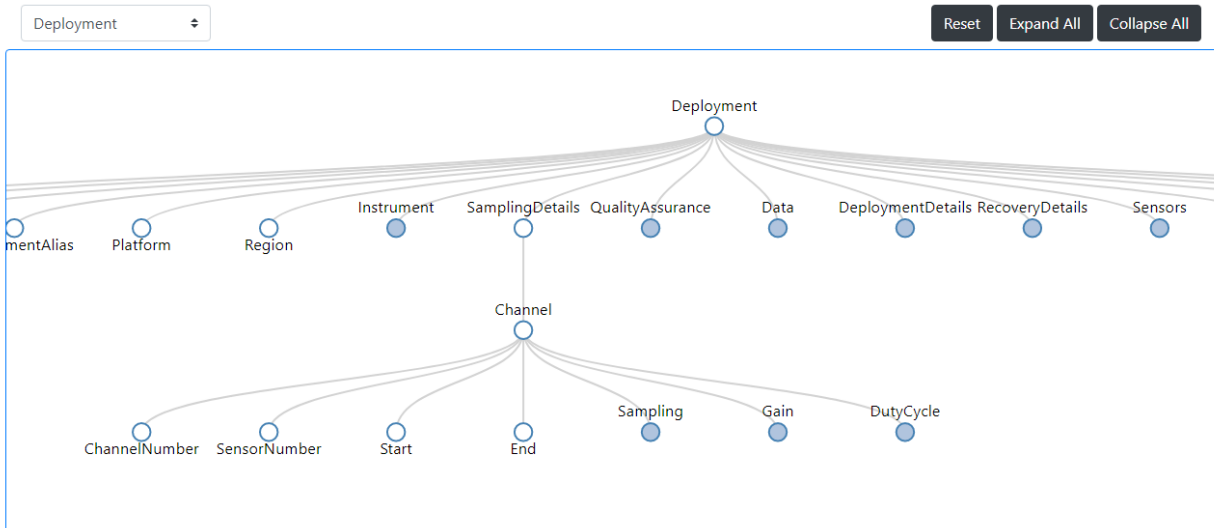 Deployment
Reset Expand All Collapse All
Deployment
Instrument SamplingDetails QualityAssurance Data DeploymentDetails RecoveryDetails Sensors
mentAlias Platform Region
Channel
Sampling Gain DutyCycle
ChannelNumber SensorNumber Start End